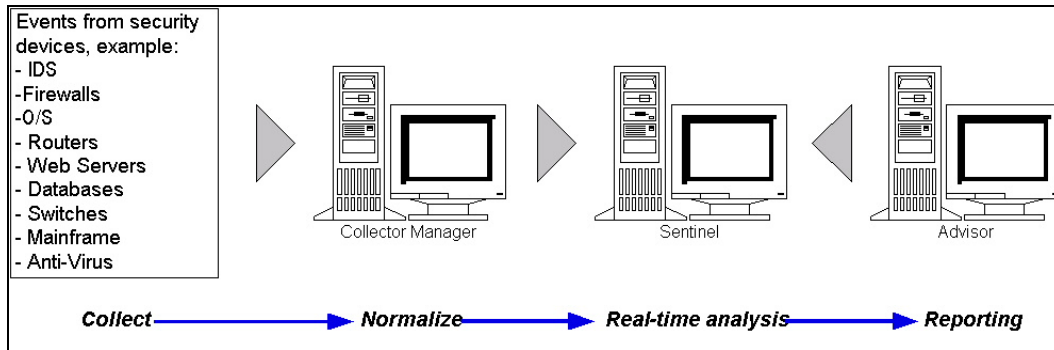 Events from security
devices, example:
- IDS
-Firewalls
-O/S
- Routers
- Web Servers
- Databases
- Switches
- Mainframe
- Anti-Virus
Collector Manager
Sentinel
Advisor
Collect
Normalize
Real-time analysis
Reporting